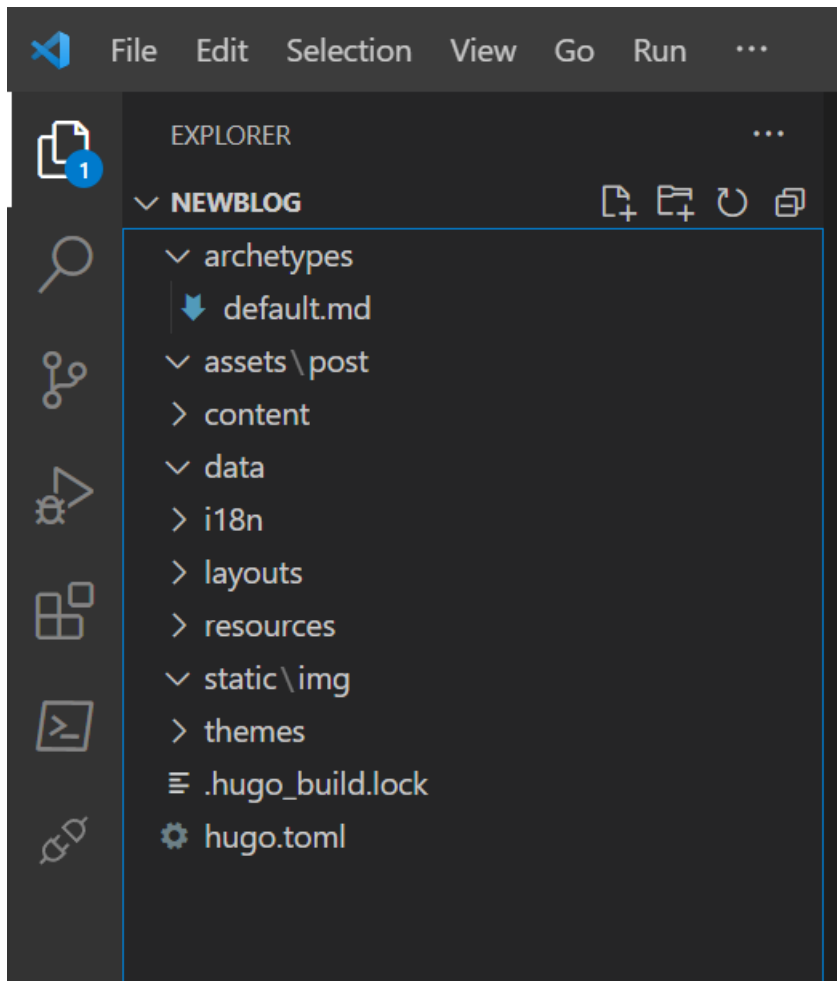 File Edit Selection View Go Run ...
EXPLORER ...
1
NEWBLOG
archetypes
default.md
assets\post
content
data
i18n
layouts
resources
static\img
themes
.hugo_build.lock
hugo.toml